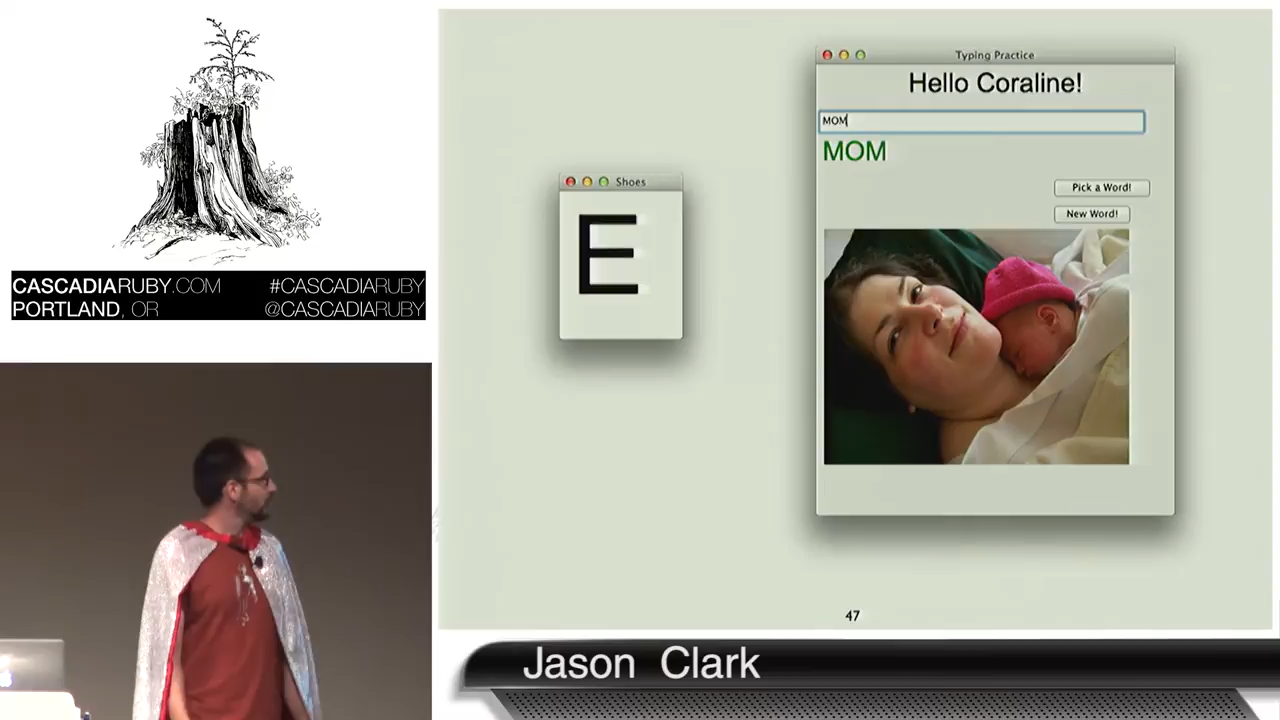 CASCADIARUBY.COM #CASCADIARUBY
PORTLAND, OR @CASCADIARUBY
Shoes
E
Typing Practice
Hello Coraline!
MOM
MOM
Pick a Word!
New Word!
47
Jason Clark